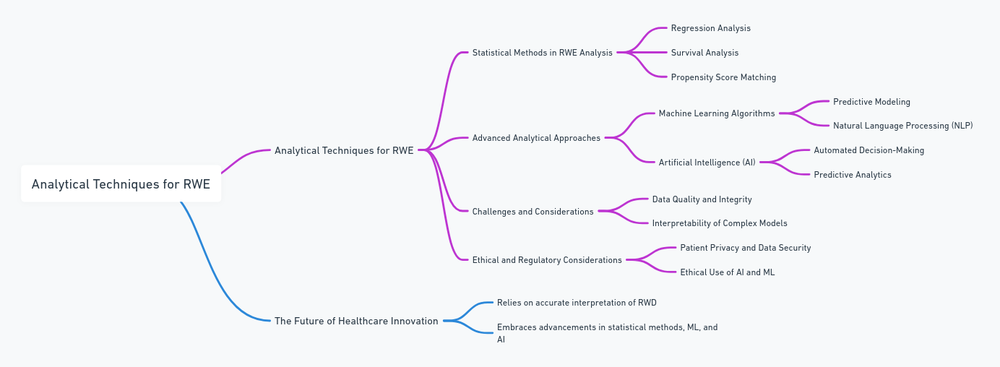 Analytical Techniques for RWE
Analytical Techniques for RWE
Statistical Methods in RWE Analysis
Regression Analysis
Survival Analysis
Propensity Score Matching
Advanced Analytical Approaches
Machine Learning Algorithms
Predictive Modeling
Natural Language Processing (NLP)
Artificial Intelligence (AI)
Automated Decision-Making
Predictive Analytics
Challenges and Considerations
Data Quality and Integrity
Interpretability of Complex Models
Ethical and Regulatory Considerations
Patient Privacy and Data Security
Ethical Use of AI and ML
The Future of Healthcare Innovation
Relies on accurate interpretation of RWD
Embraces advancements in statistical methods, ML, and
AI